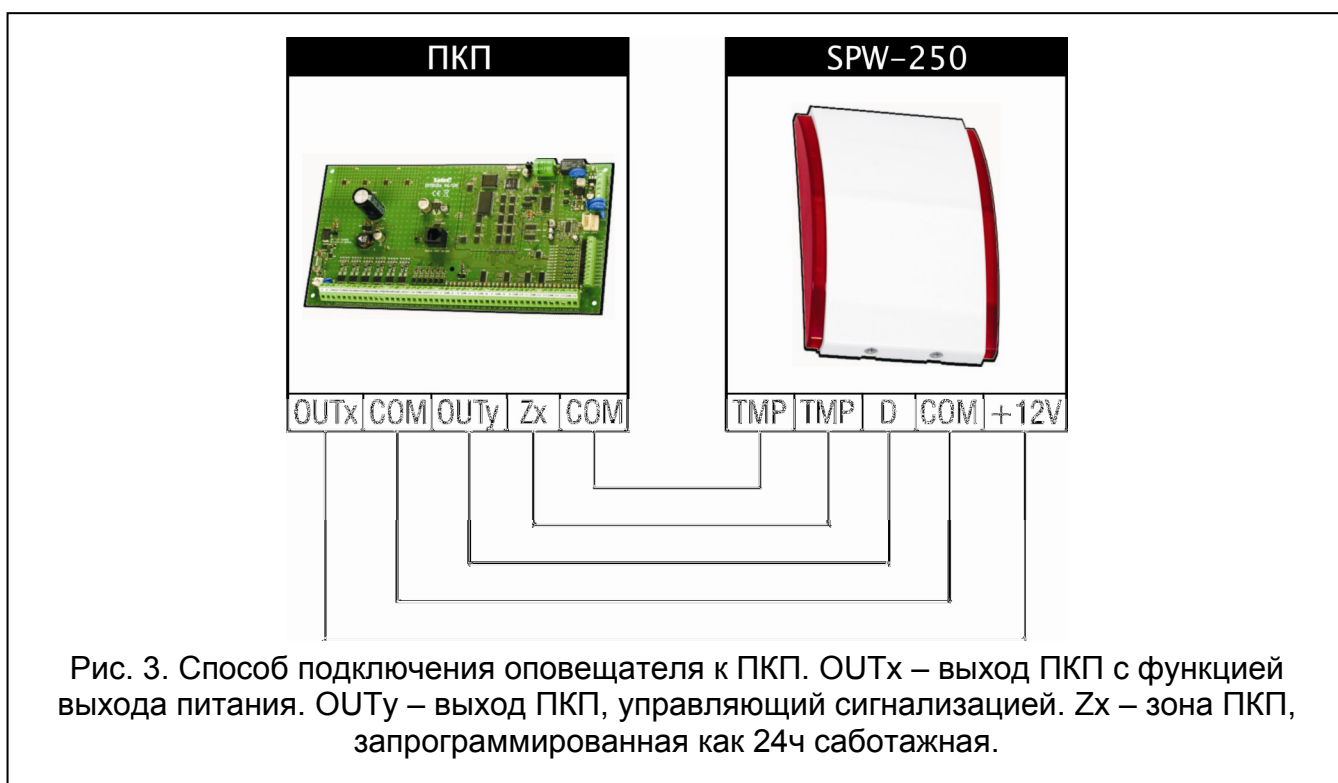 ПКП
SPW-250
OUTx COM OUTy Zx COM
TMP TMP D COM +12V
Рис. 3. Способ подключения оповещателя к ПКП. OUTx – выход ПКП с функцией
выхода питания. OUTy – выход ПКП, управляющий сигнализацией. Zx – зона ПКП,
запрограммированная как 24ч саботажная.